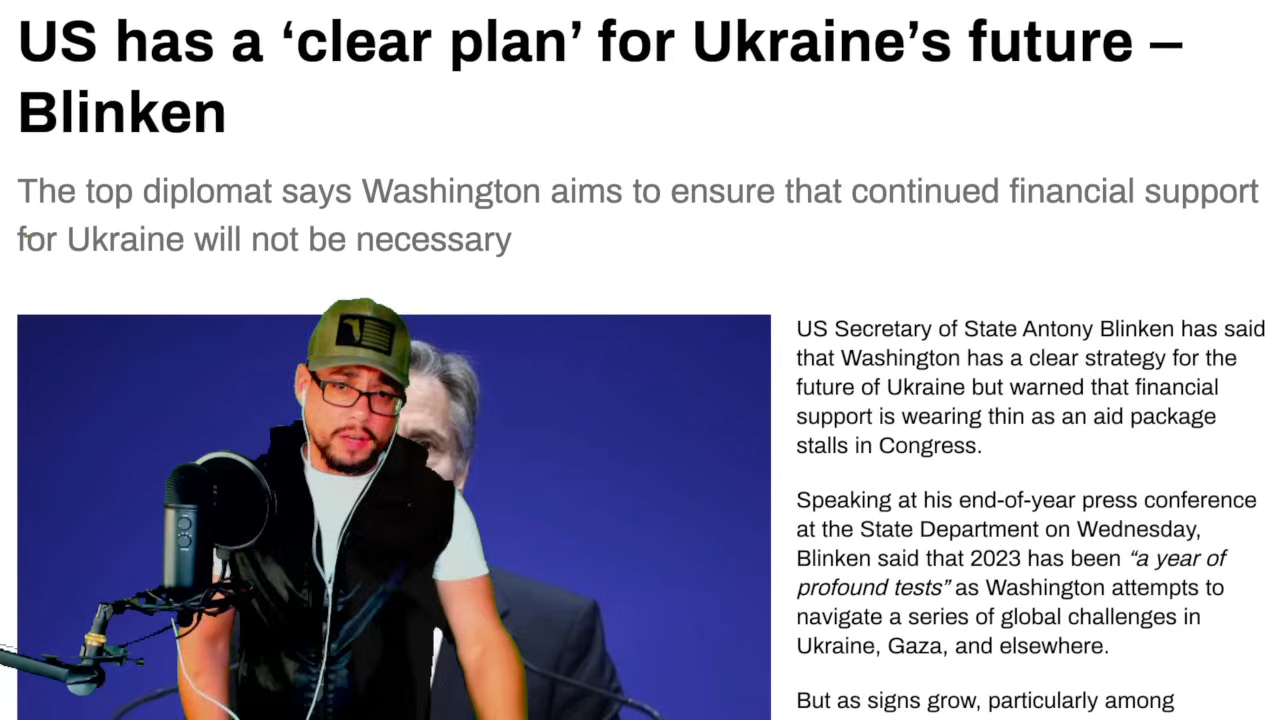 US has a ‘clear plan’ for Ukraine’s future –
Blinken
The top diplomat says Washington aims to ensure that continued financial support
for Ukraine will not be necessary
US Secretary of State Antony Blinken has said
that Washington has a clear strategy for the
future of Ukraine but warned that financial
support is wearing thin as an aid package
stalls in Congress.
Speaking at his end-of-year press conference
at the State Department on Wednesday,
Blinken said that 2023 has been “a year of
profound tests” as Washington attempts to
navigate a series of global challenges in
Ukraine, Gaza, and elsewhere.
But as signs grow, particularly among